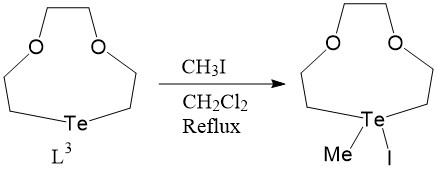 O O
Te
L3
CH3I
CH2Cl2
Reflux
O O
Te
Me I